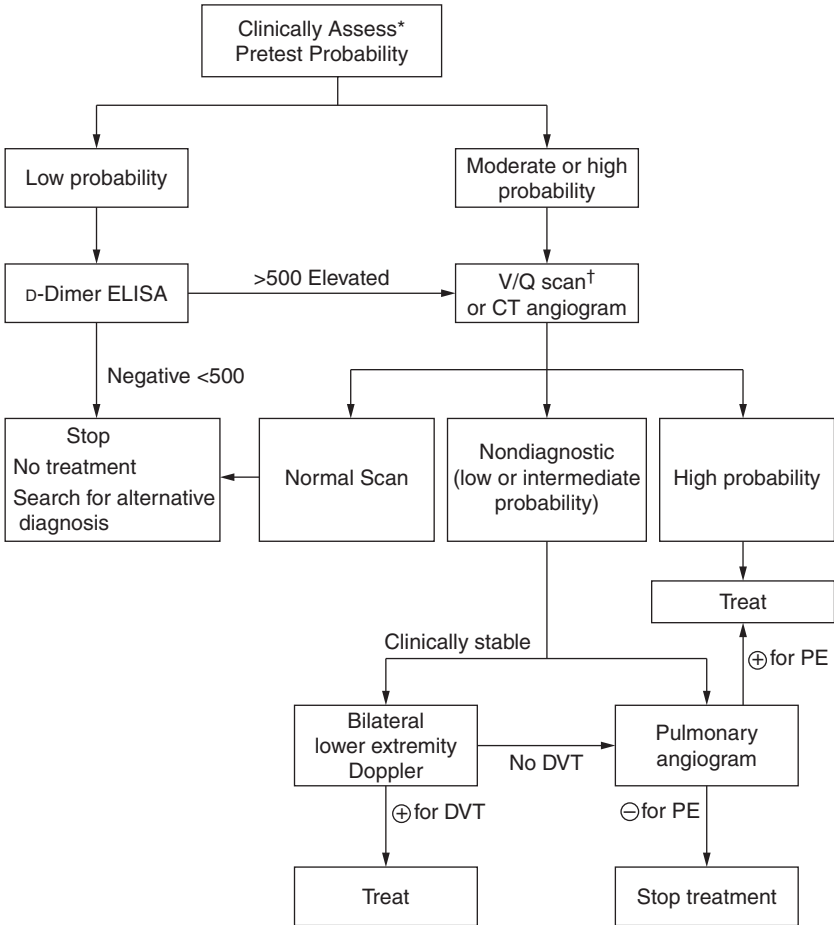 Clinically Assess*
Pretest Probability
Low probability
Moderate or high
probability
D-Dimer ELISA
>500 Elevated
V/Q scan†
or CT angiogram
Negative <500
Stop
No treatment
Search for alternative
diagnosis
Normal Scan
Nondiagnostic
(low or intermediate
probability)
High probability
Treat
Clinically stable
⊕ for PE
Bilateral
lower extremity
Doppler
No DVT
Pulmonary
angiogram
⊕ for DVT
⊖ for PE
Treat
Stop treatment